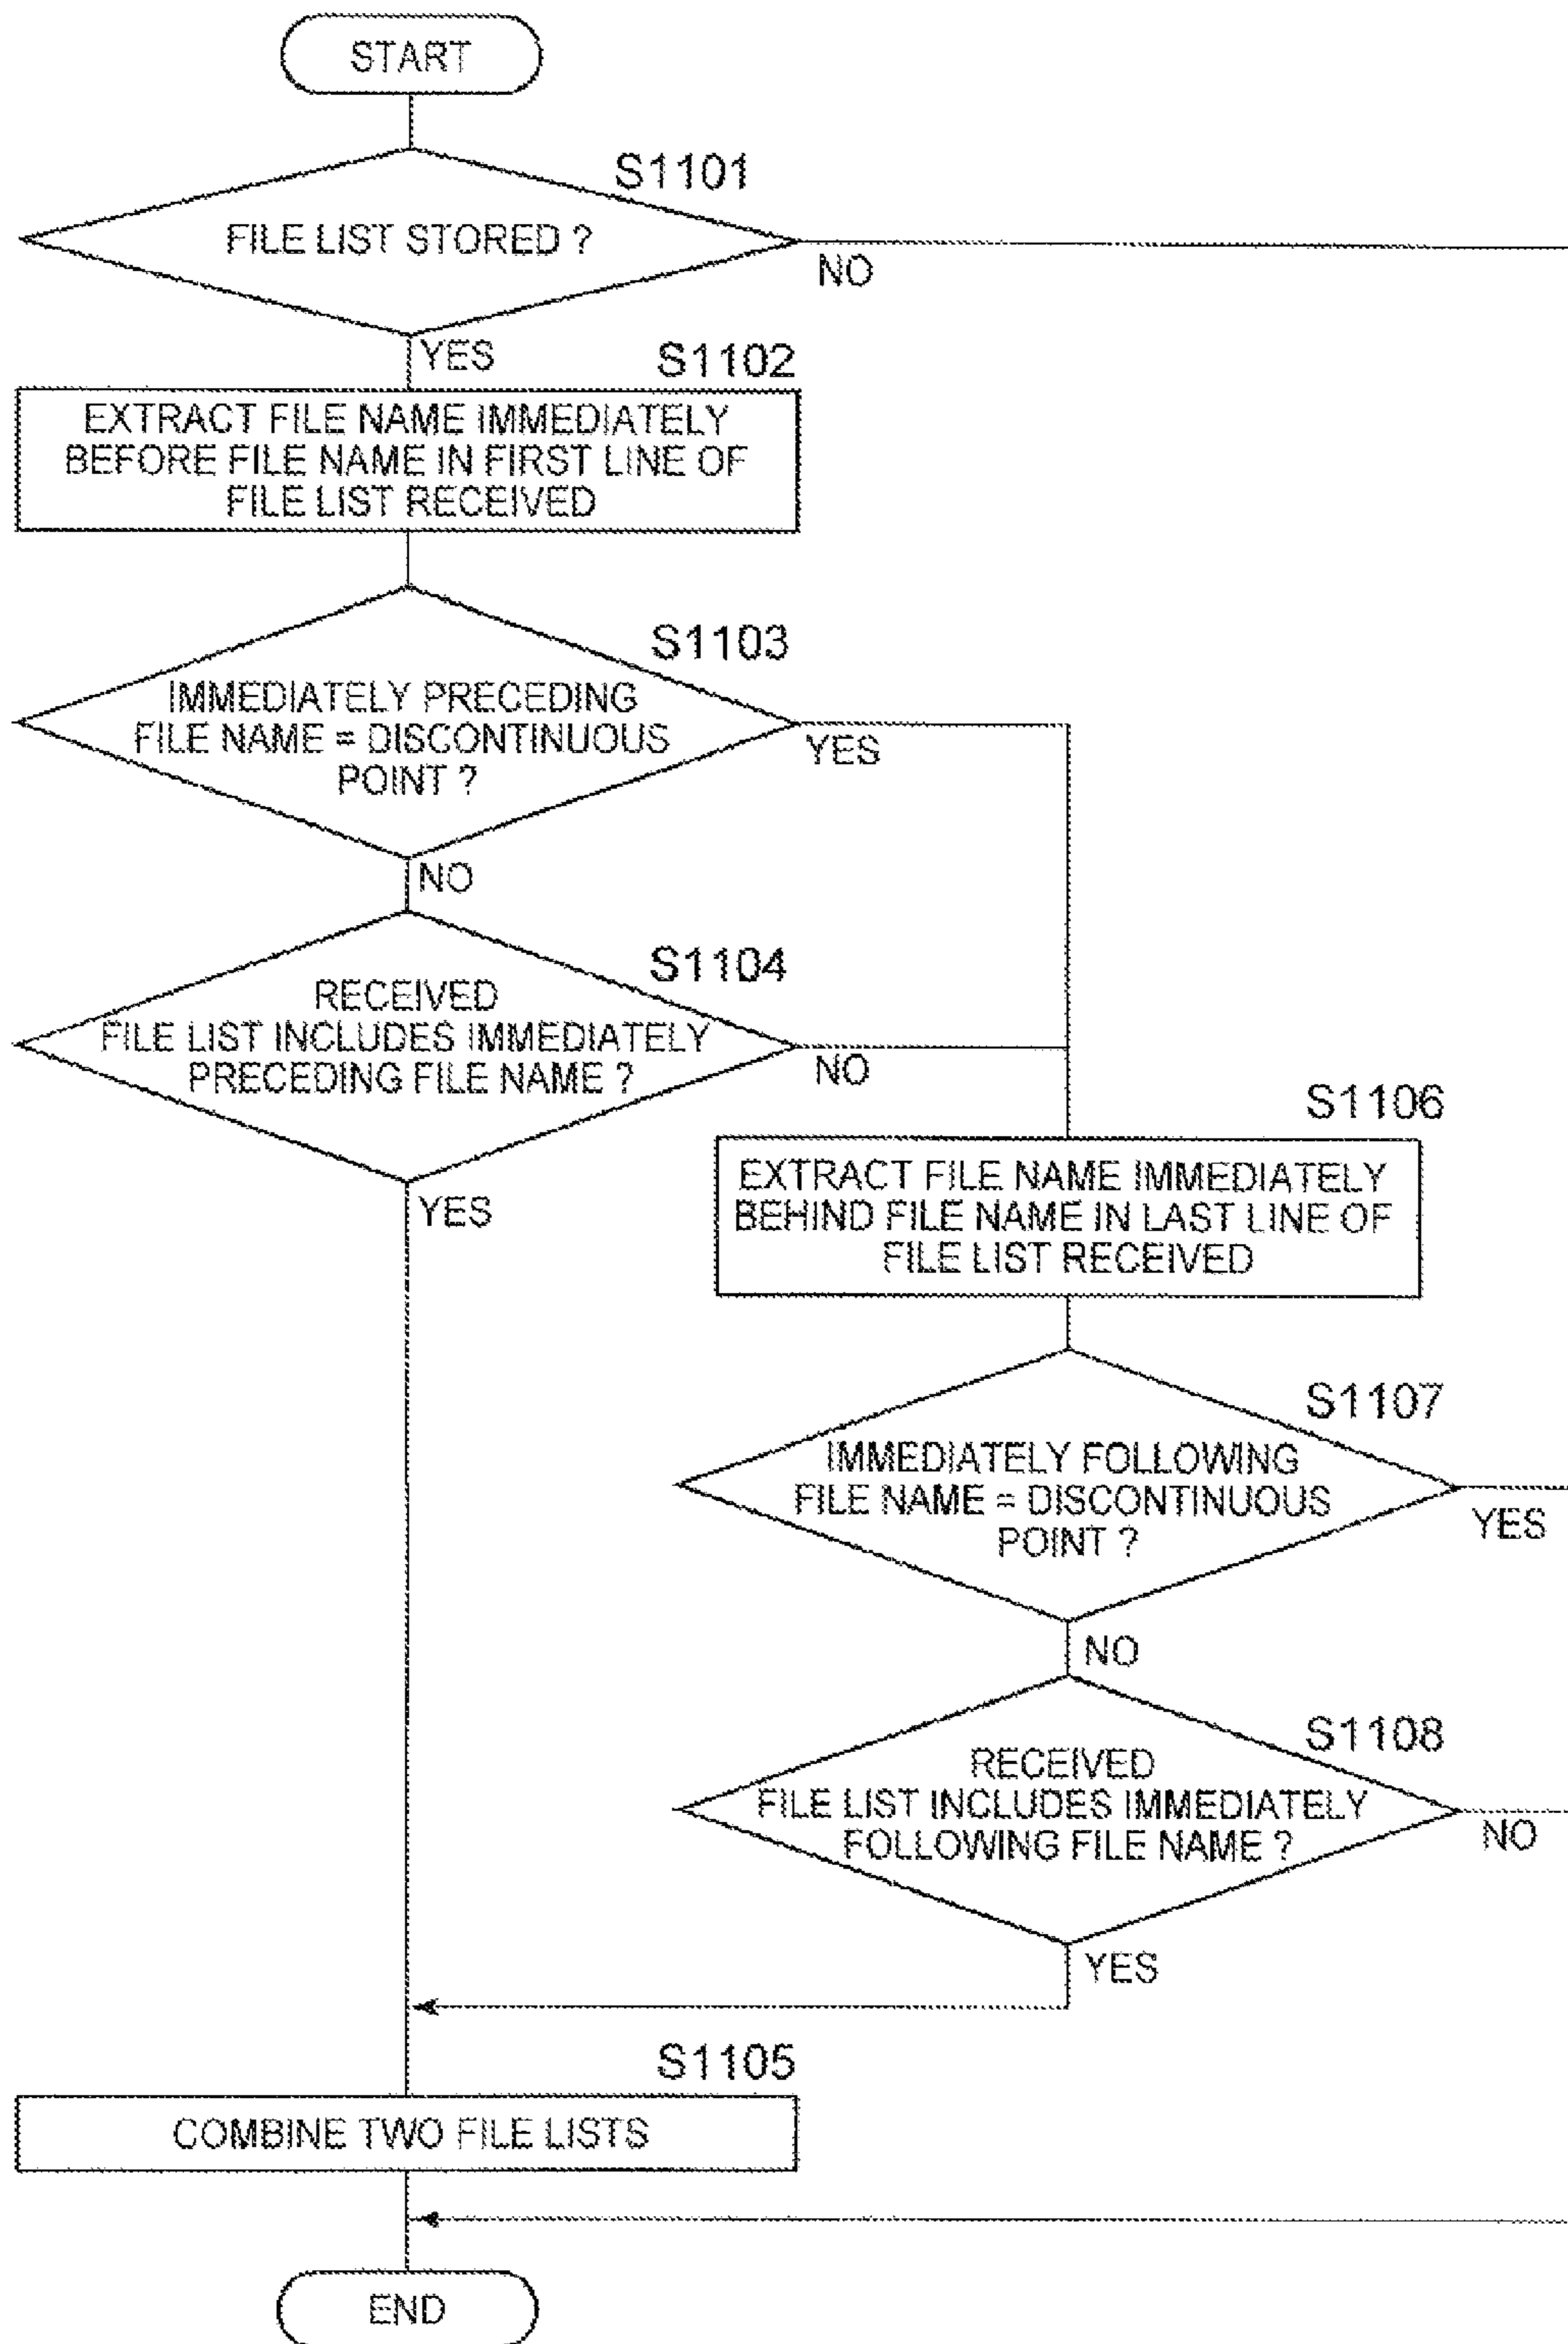 START
S1101
FILE LIST STORED ?
NO
YES
S1102
EXTRACT FILE NAME IMMEDIATELY
BEFORE FILE NAME IN FIRST LINE OF
FILE LIST RECEIVED
S1103
IMMEDIATELY PRECEDING
FILE NAME = DISCONTINUOUS
POINT ?
YES
NO
S1104
RECEIVED
FILE LIST INCLUDES IMMEDIATELY
PRECEDING FILE NAME ?
NO
YES
S1106
EXTRACT FILE NAME IMMEDIATELY
BEHIND FILE NAME IN LAST LINE OF
FILE LIST RECEIVED
S1107
IMMEDIATELY FOLLOWING
FILE NAME = DISCONTINUOUS
POINT ?
YES
NO
S1108
RECEIVED
FILE LIST INCLUDES IMMEDIATELY
FOLLOWING FILE NAME ?
NO
YES
S1105
COMBINE TWO FILE LISTS
END